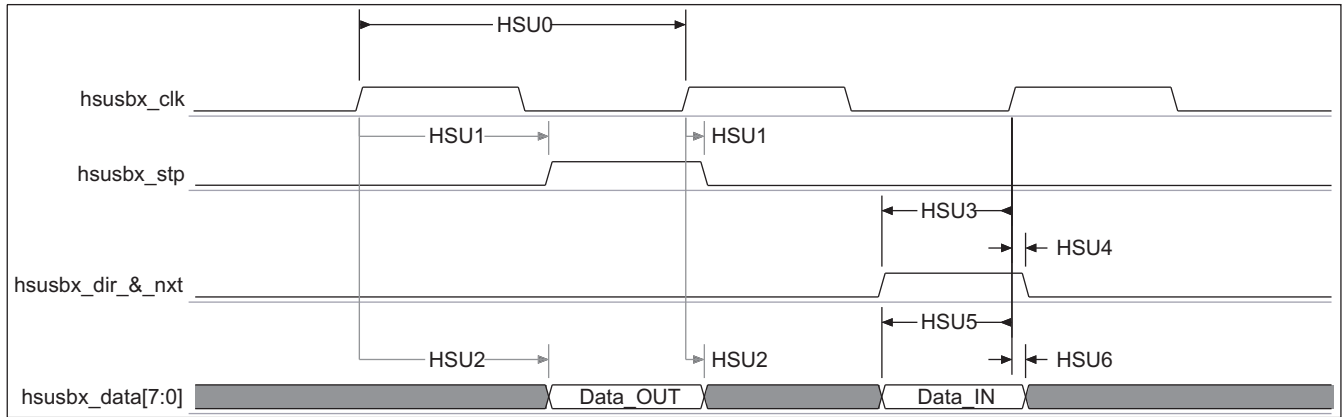 HSU0
hsusbx_clk
HSU1 HSU1
hsusbx_stp
HSU3
HSU4
hsusbx_dir_&_nxt
HSU5
HSU2 HSU2 HSU6
hsusbx_data[7:0] Data_OUT Data_IN